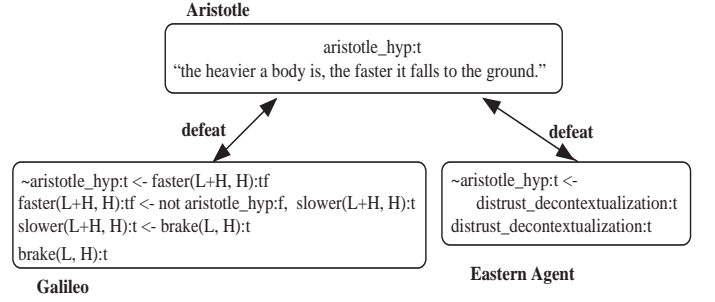 Aristotle
aristotle_hyp:t
“the heavier a body is, the faster it falls to the ground.”
defeat
defeat
~aristotle_hyp:t <- faster(L+H, H):tf
faster(L+H, H):tf <- not aristotle_hyp:f,  slower(L+H, H):t
slower(L+H, H):t <- brake(L, H):t
brake(L, H):t
Galileo
~aristotle_hyp:t <-
distrust_decontextualization:t
distrust_decontextualization:t
Eastern Agent